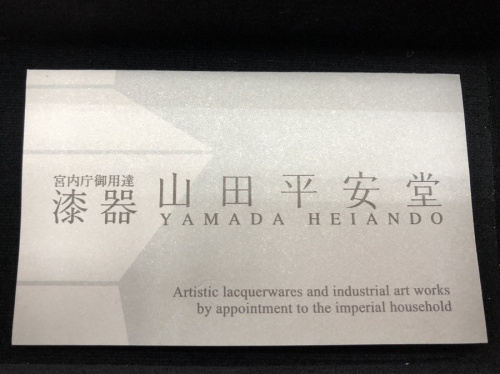 宮内庁御用達
漆器 山田平安堂
YAMADA HEIANDO
Artistic lacquerwares and industrial art works
by appointment to the imperial household